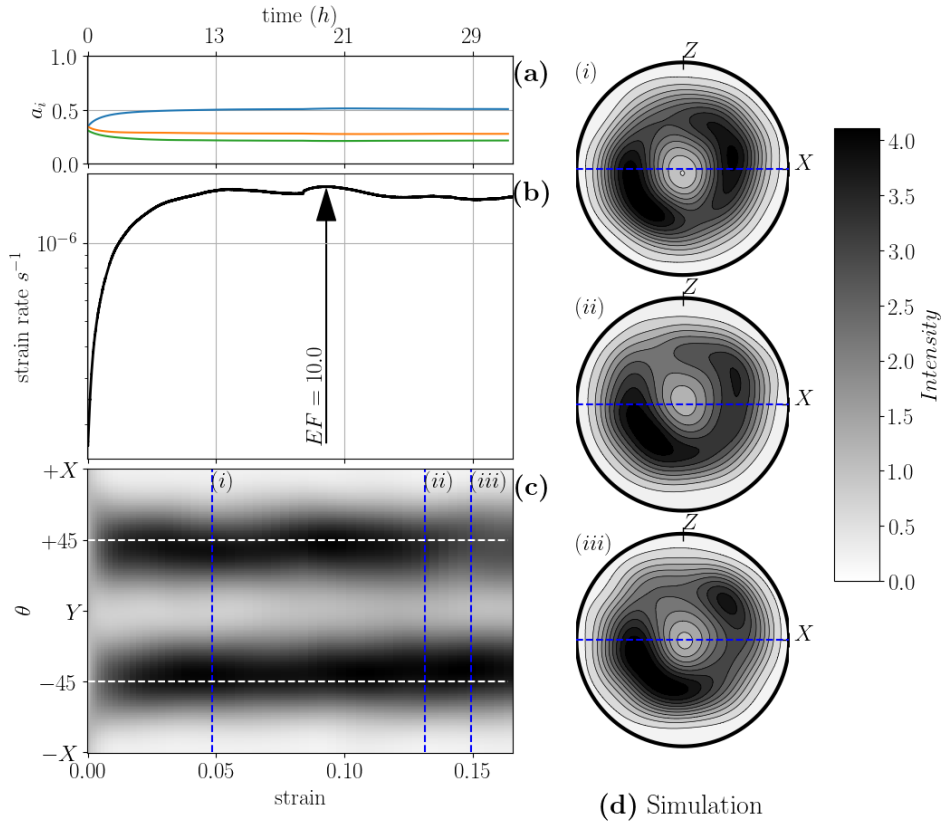 time (h)
0 13 21 29
1.0
0.5
0.0
a_i
(a)
(b)
10^{-6}
strain rate s^{-1}
EF = 10.0
(c)
+X
+45
Y
−45
−X
θ
(i) (ii) (iii)
0.00 0.05 0.10 0.15
strain
(i)
Z
X
(ii)
Z
X
(iii)
Z
X
4.0
3.5
3.0
2.5
2.0
1.5
1.0
0.5
0.0
Intensity
(d) Simulation